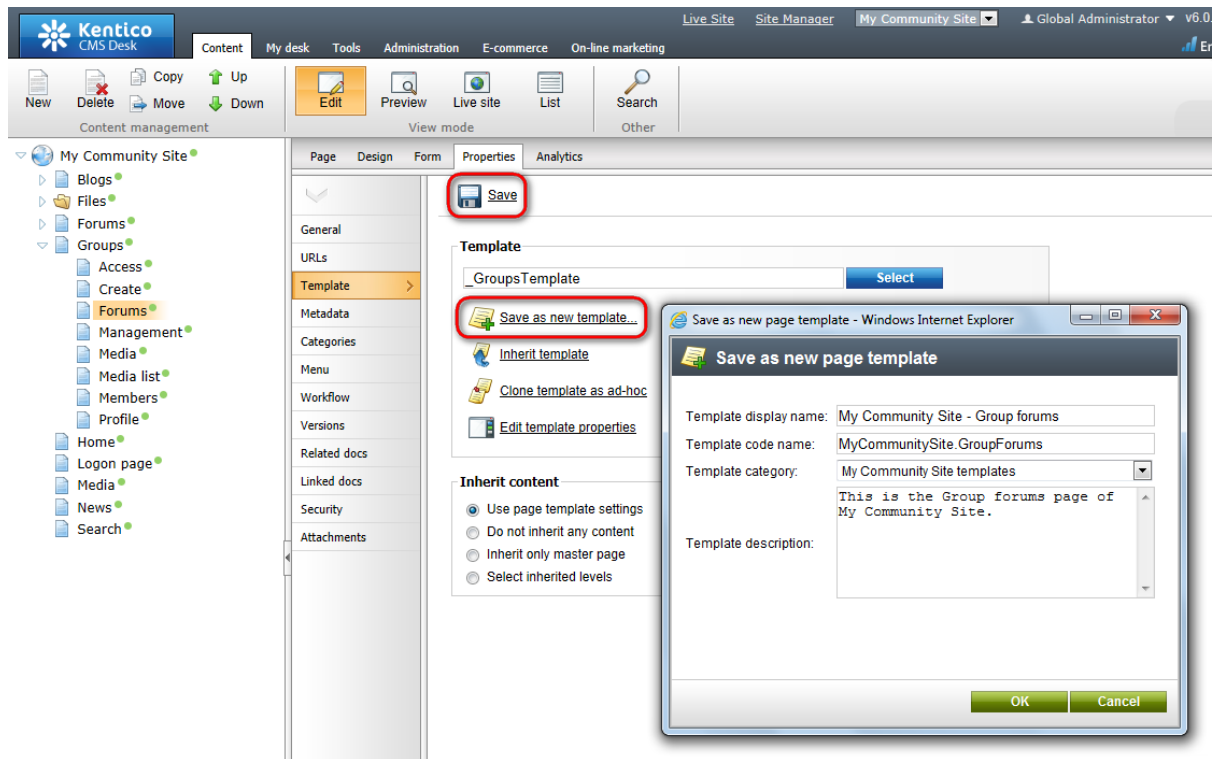 Kentico
CMS Desk
Live Site Site Manager My Community Site Global Administrator v6.0.
Content My desk Tools Administration E-commerce On-line marketing
New Delete Copy Move Up Down
Content management
Edit Preview Live site List
View mode
Search
Other
My Community Site
Blogs
Files
Forums
Groups
Access
Create
Forums
Management
Media
Media list
Members
Profile
Home
Logon page
Media
News
Search
Page Design Form Properties Analytics
General
URLs
Template
Metadata
Categories
Menu
Workflow
Versions
Related docs
Linked docs
Security
Attachments
Save
Template
_GroupsTemplate Select
Save as new template...
Inherit template
Clone template as ad-hoc
Edit template properties
Inherit content
Use page template settings
Do not inherit any content
Inherit only master page
Select inherited levels
Save as new page template - Windows Internet Explorer
Save as new page template
Template display name: My Community Site - Group forums
Template code name: MyCommunitySite.GroupForums
Template category: My Community Site templates
Template description:
This is the Group forums page of
My Community Site.
OK Cancel